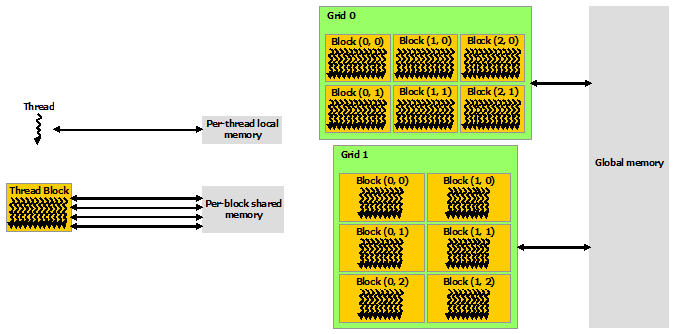 Thread
Per-thread local
memory
Thread Block
Per-block shared
memory
Grid 0
Block (0, 0)
Block (1, 0)
Block (2, 0)
Block (0, 1)
Block (1, 1)
Block (2, 1)
Grid 1
Block (0, 0)
Block (1, 0)
Block (0, 1)
Block (1, 1)
Block (0, 2)
Block (1, 2)
Global memory